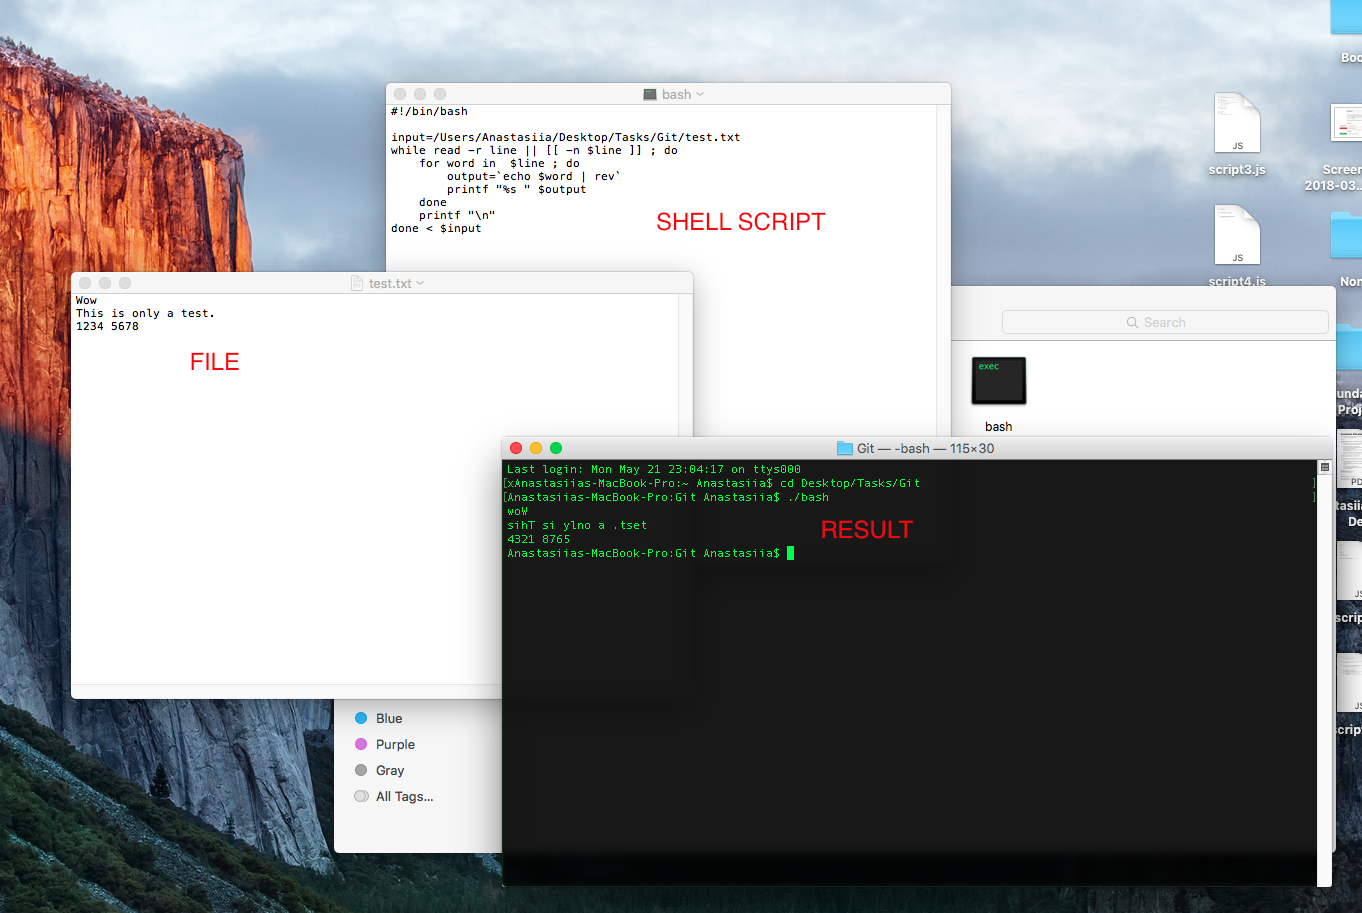 bash
#!/bin/bash
input=/Users/Anastasiia/Desktop/Tasks/Git/test.txt
while read -r line || [[ -n $line ]] ; do
    for word in  $line ; do
        output=`echo $word | rev`
        printf "%s " $output
    done
    printf "\n"
done < $input
SHELL SCRIPT
test.txt
Wow
This is only a test.
1234 5678
FILE
Search
exec
bash
Git — -bash — 115×30
Last login: Mon May 21 23:04:17 on ttys000
[xAnastasiias-MacBook-Pro:~ Anastasiia$ cd Desktop/Tasks/Git ]
[Anastasiias-MacBook-Pro:Git Anastasiia$ ./bash ]
woW
sihT si ylno a .tset
4321 8765
Anastasiias-MacBook-Pro:Git Anastasiia$
RESULT
Blue
Purple
Gray
All Tags...
JS
script3.js
JS
script4.js
Boo
Screen
2018-03...
Non
unda
Proj
PD
tasiia
De
JS
scrip
JS
script